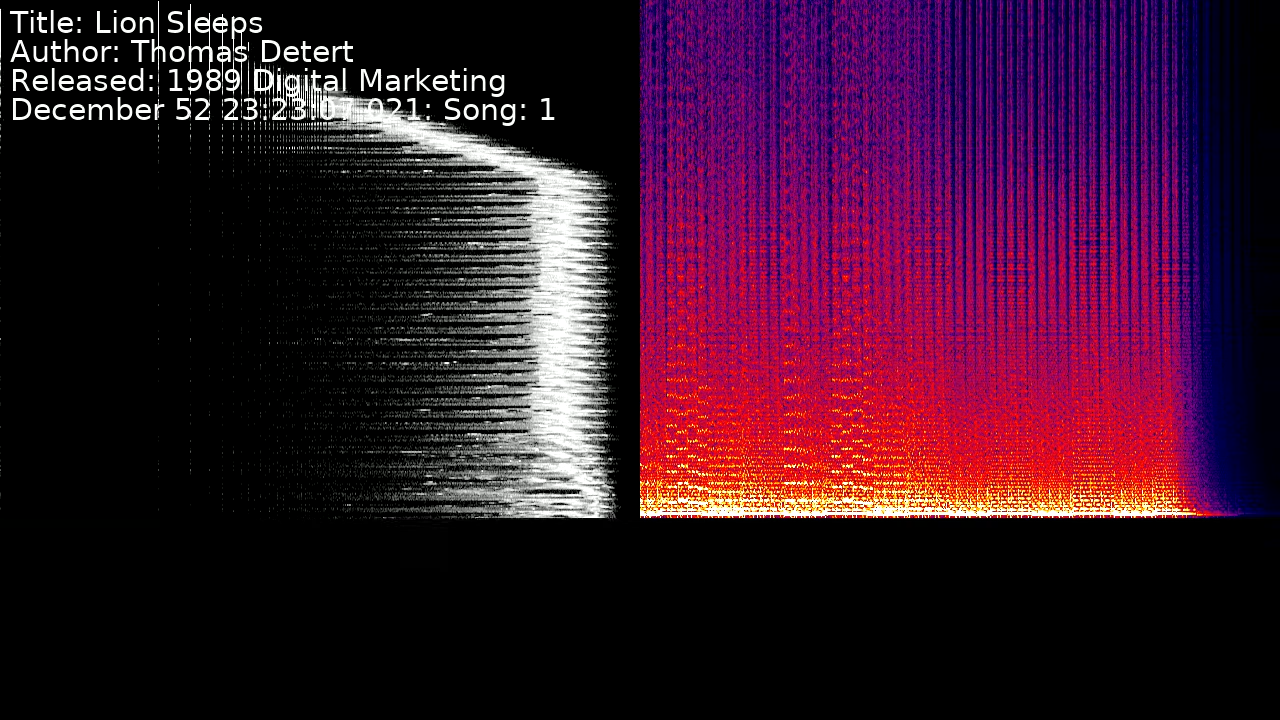 Title: Lion Sleeps
Author: Thomas Detert
Released: 1989 Digital Marketing
December 52 23:23:07 021: Song: 1